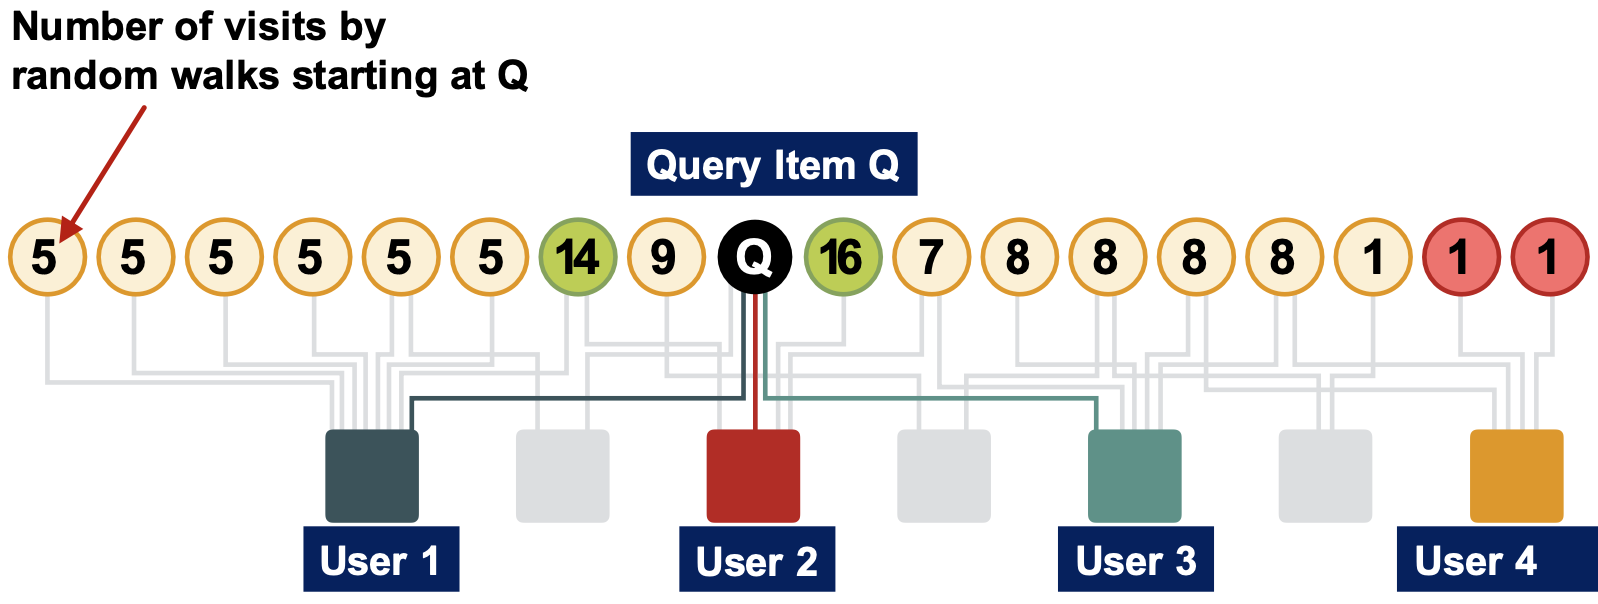 Number of visits by
random walks starting at Q
Query Item Q
5 5 5 5 5 5 14 9 Q 16 7 8 8 8 8 1 1 1
User 1 User 2 User 3 User 4